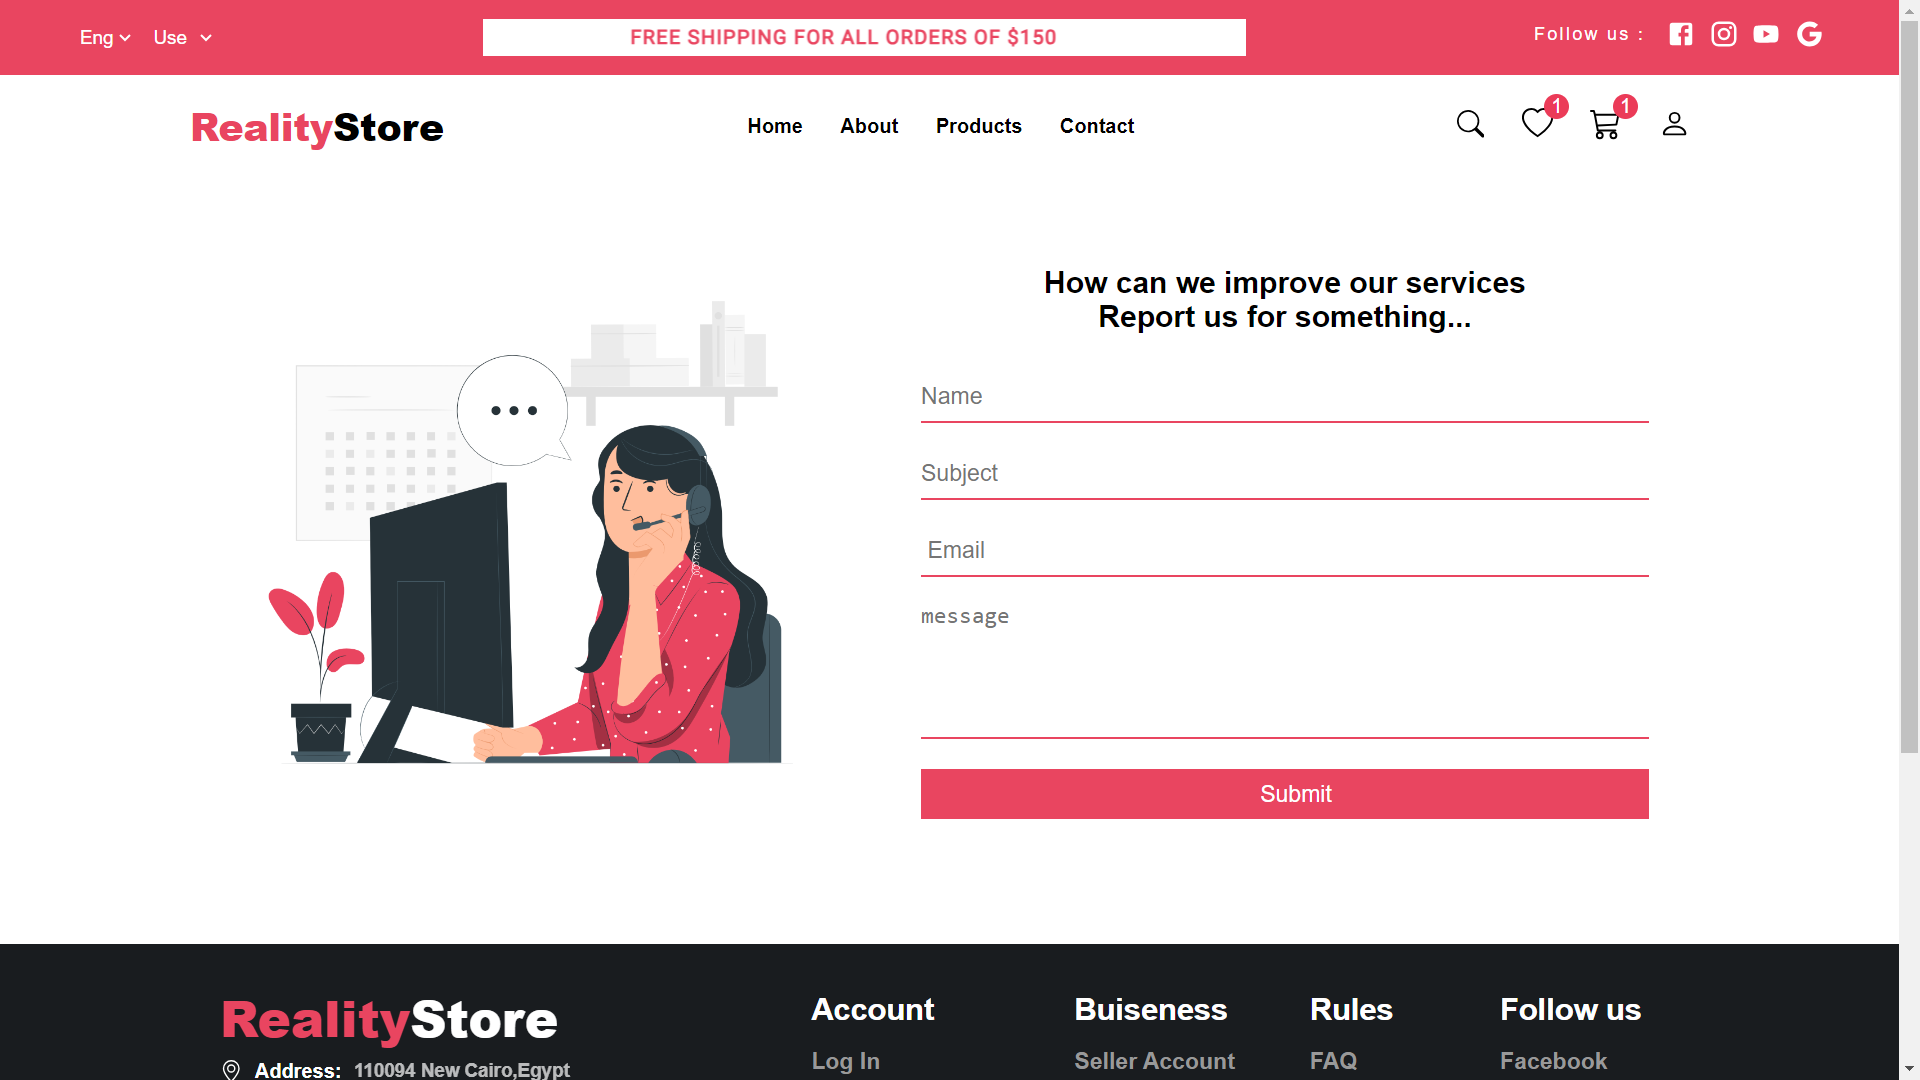 Eng Use FREE SHIPPING FOR ALL ORDERS OF $150 Follow us :
RealityStore Home About Products Contact 1 1
How can we improve our services
Report us for something...
Name
Subject
Email
message
Submit
RealityStore Account Buiseness Rules Follow us
Address: 110094 New Cairo,Egypt Log In Seller Account FAQ Facebook